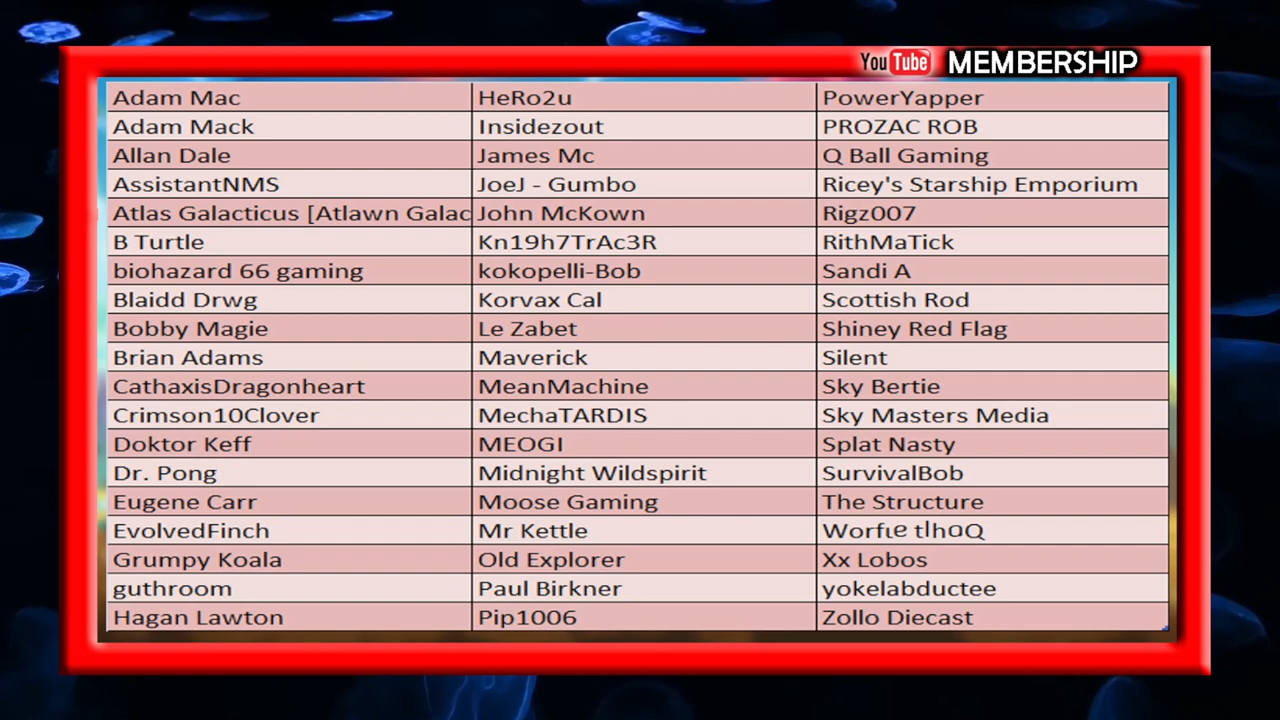 You Tube MEMBERSHIP
Adam Mac HeRo2u PowerYapper
Adam Mack Insidezout PROZAC ROB
Allan Dale James Mc Q Ball Gaming
AssistantNMS JoeJ - Gumbo Ricey's Starship Emporium
Atlas Galacticus [Atlawn Galac John McKown Rigz007
B Turtle Kn19h7TrAc3R RithMaTick
biohazard 66 gaming kokopelli-Bob Sandi A
Blaidd Drwg Korvax Cal Scottish Rod
Bobby Magie Le Zabet Shiney Red Flag
Brian Adams Maverick Silent
CathaxisDragonheart MeanMachine Sky Bertie
Crimson10Clover MechaTARDIS Sky Masters Media
Doktor Keff MEOGI Splat Nasty
Dr. Pong Midnight Wildspirit SurvivalBob
Eugene Carr Moose Gaming The Structure
EvolvedFinch Mr Kettle Worfιɐ tlhɑQ
Grumpy Koala Old Explorer Xx Lobos
guthroom Paul Birkner yokelabductee
Hagan Lawton Pip1006 Zollo Diecast